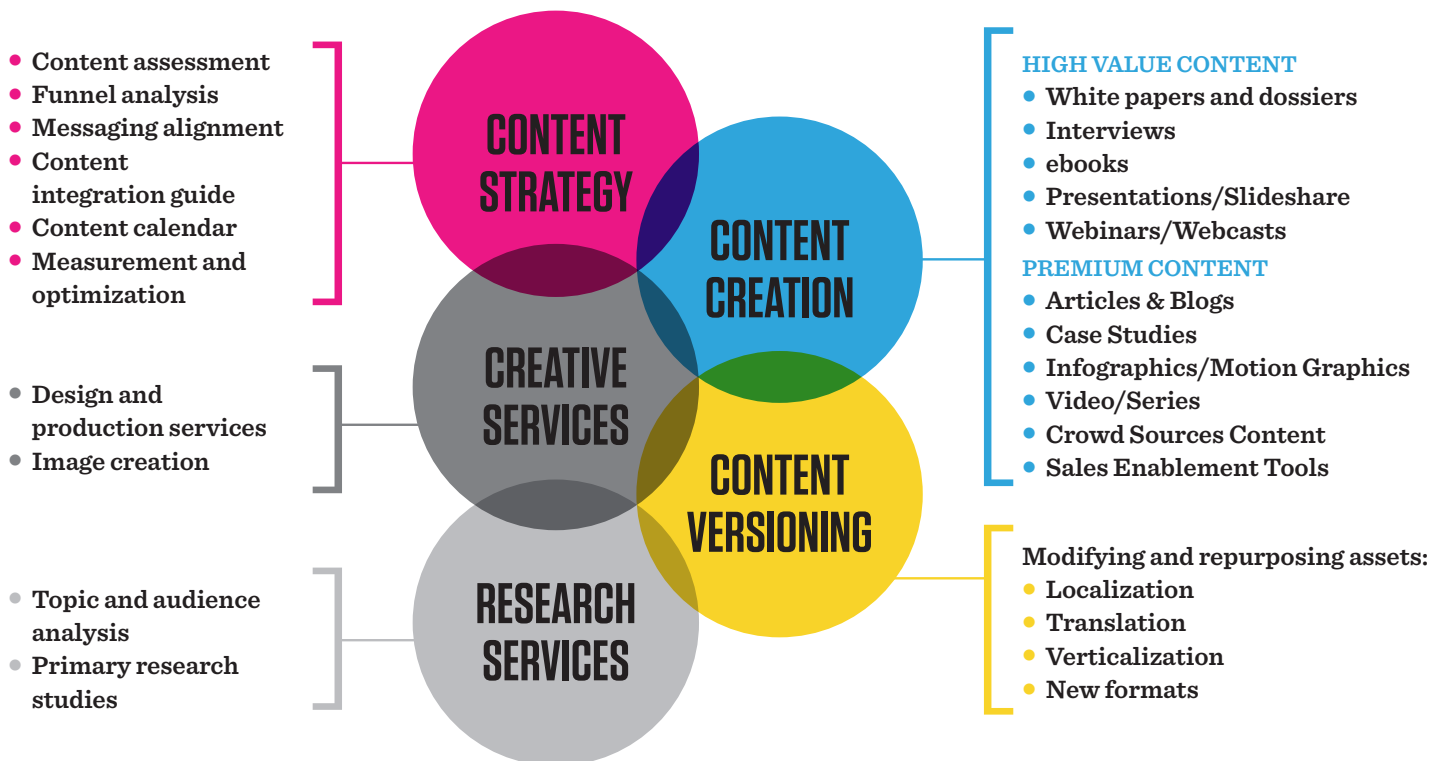 • Content assessment
• Funnel analysis
• Messaging alignment
• Content
integration guide
• Content calendar
• Measurement and
optimization
• Design and
production services
• Image creation
• Topic and audience
analysis
• Primary research
studies
CONTENT
STRATEGY
CONTENT
CREATION
CREATIVE
SERVICES
CONTENT
VERSIONING
RESEARCH
SERVICES
HIGH VALUE CONTENT
• White papers and dossiers
• Interviews
• ebooks
• Presentations/Slideshare
• Webinars/Webcasts
PREMIUM CONTENT
• Articles & Blogs
• Case Studies
• Infographics/Motion Graphics
• Video/Series
• Crowd Sources Content
• Sales Enablement Tools
Modifying and repurposing assets:
• Localization
• Translation
• Verticalization
• New formats